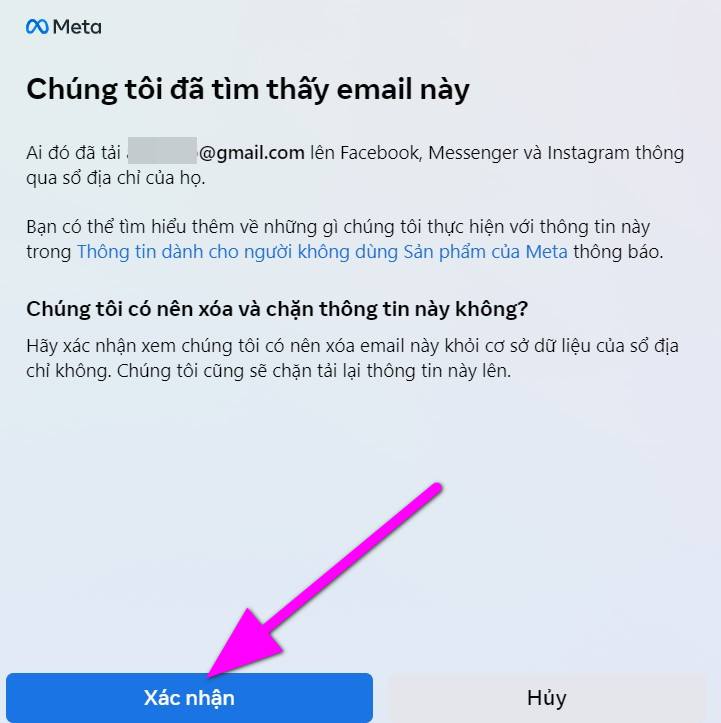 Meta
Chúng tôi đã tìm thấy email này
Ai đó đã tải @gmail.com lên Facebook, Messenger và Instagram thông
qua sổ địa chỉ của họ.
Bạn có thể tìm hiểu thêm về những gì chúng tôi thực hiện với thông tin này
trong Thông tin dành cho người không dùng Sản phẩm của Meta thông báo.
Chúng tôi có nên xóa và chặn thông tin này không?
Hãy xác nhận xem chúng tôi có nên xóa email này khỏi cơ sở dữ liệu của sổ địa
chỉ không. Chúng tôi cũng sẽ chặn tải lại thông tin này lên.
Xác nhận
Hủy